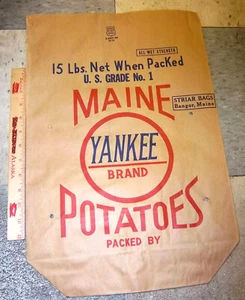 ALL WET STRENGTH
15 Lbs. Net When Packed
U. S. GRADE No. 1
MAINE
STRIAR BAGS
Bangor, Maine
YANKEE
BRAND
POTATOES
PACKED BY
ALASKA